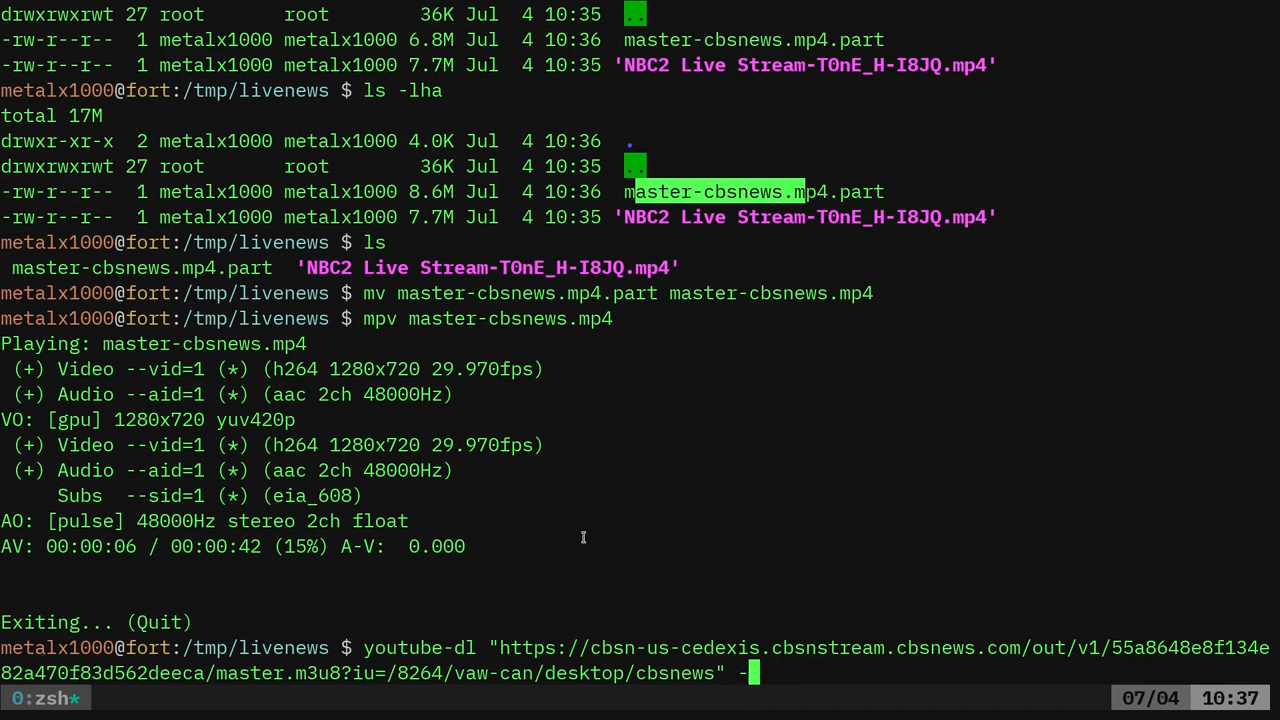 drwxrwxrwt 27 root      root       36K Jul  4 10:35  ..
-rw-r--r--  1 metalx1000 metalx1000 6.8M Jul  4 10:36  master-cbsnews.mp4.part
-rw-r--r--  1 metalx1000 metalx1000 7.7M Jul  4 10:35 'NBC2 Live Stream-T0nE_H-I8JQ.mp4'
metalx1000@fort:/tmp/livenews $ ls -lha
total 17M
drwxr-xr-x  2 metalx1000 metalx1000 4.0K Jul  4 10:36  .
drwxrwxrwt 27 root       root        36K Jul  4 10:35  ..
-rw-r--r--  1 metalx1000 metalx1000 8.6M Jul  4 10:36  master-cbsnews.mp4.part
-rw-r--r--  1 metalx1000 metalx1000 7.7M Jul  4 10:35 'NBC2 Live Stream-T0nE_H-I8JQ.mp4'
metalx1000@fort:/tmp/livenews $ ls
 master-cbsnews.mp4.part  'NBC2 Live Stream-T0nE_H-I8JQ.mp4'
metalx1000@fort:/tmp/livenews $ mv master-cbsnews.mp4.part master-cbsnews.mp4
metalx1000@fort:/tmp/livenews $ mpv master-cbsnews.mp4
Playing: master-cbsnews.mp4
 (+) Video --vid=1 (*) (h264 1280x720 29.970fps)
 (+) Audio --aid=1 (*) (aac 2ch 48000Hz)
VO: [gpu] 1280x720 yuv420p
 (+) Video --vid=1 (*) (h264 1280x720 29.970fps)
 (+) Audio --aid=1 (*) (aac 2ch 48000Hz)
     Subs  --sid=1 (*) (eia_608)
AO: [pulse] 48000Hz stereo 2ch float
AV: 00:00:06 / 00:00:42 (15%) A-V:  0.000
Exiting... (Quit)
metalx1000@fort:/tmp/livenews $ youtube-dl "https://cbsn-us-cedexis.cbsnstream.cbsnews.com/out/v1/55a8648e8f134e
82a470f83d562deeca/master.m3u8?iu=/8264/vaw-can/desktop/cbsnews" -
0:zsh* 07/04 10:37